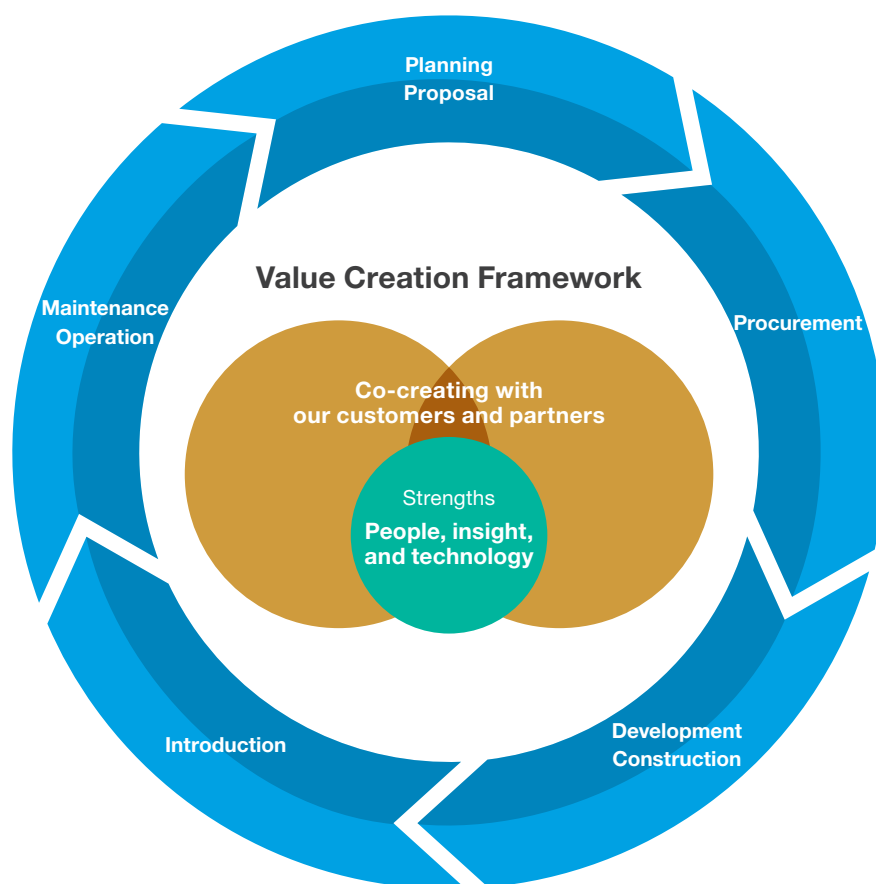 Planning
Proposal
Procurement
Development
Construction
Introduction
Maintenance
Operation
Value Creation Framework
Co-creating with
our customers and partners
Strengths
People, insight,
and technology